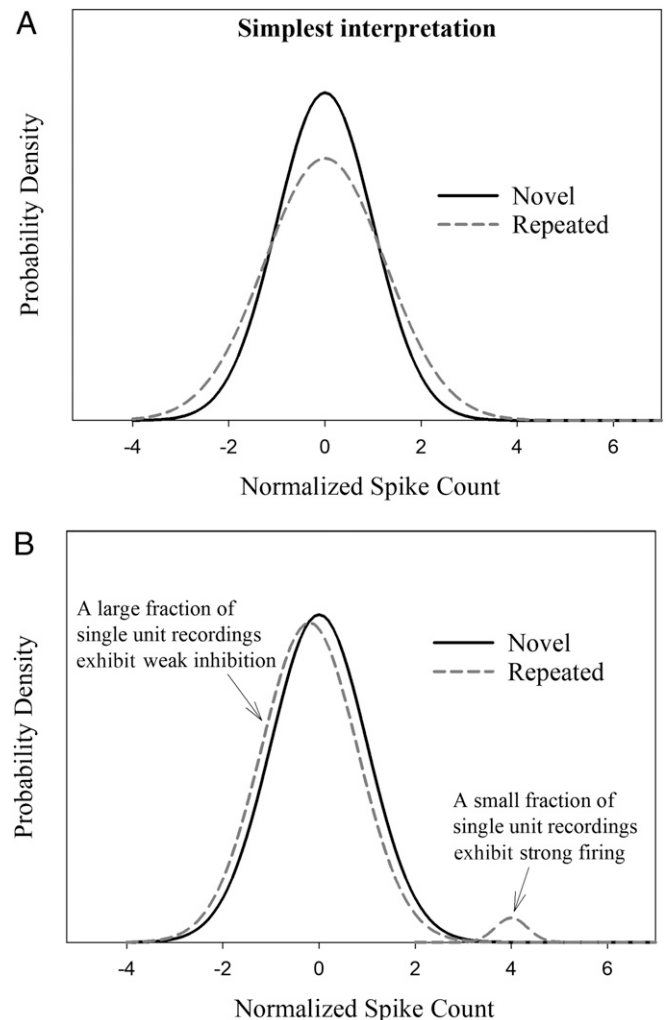 A
Simplest interpretation
Probability Density
Novel
Repeated
-4 -2 0 2 4 6
Normalized Spike Count
B
A large fraction of
single unit recordings
exhibit weak inhibition
Probability Density
Novel
Repeated
A small fraction of
single unit recordings
exhibit strong firing
-4 -2 0 2 4 6
Normalized Spike Count